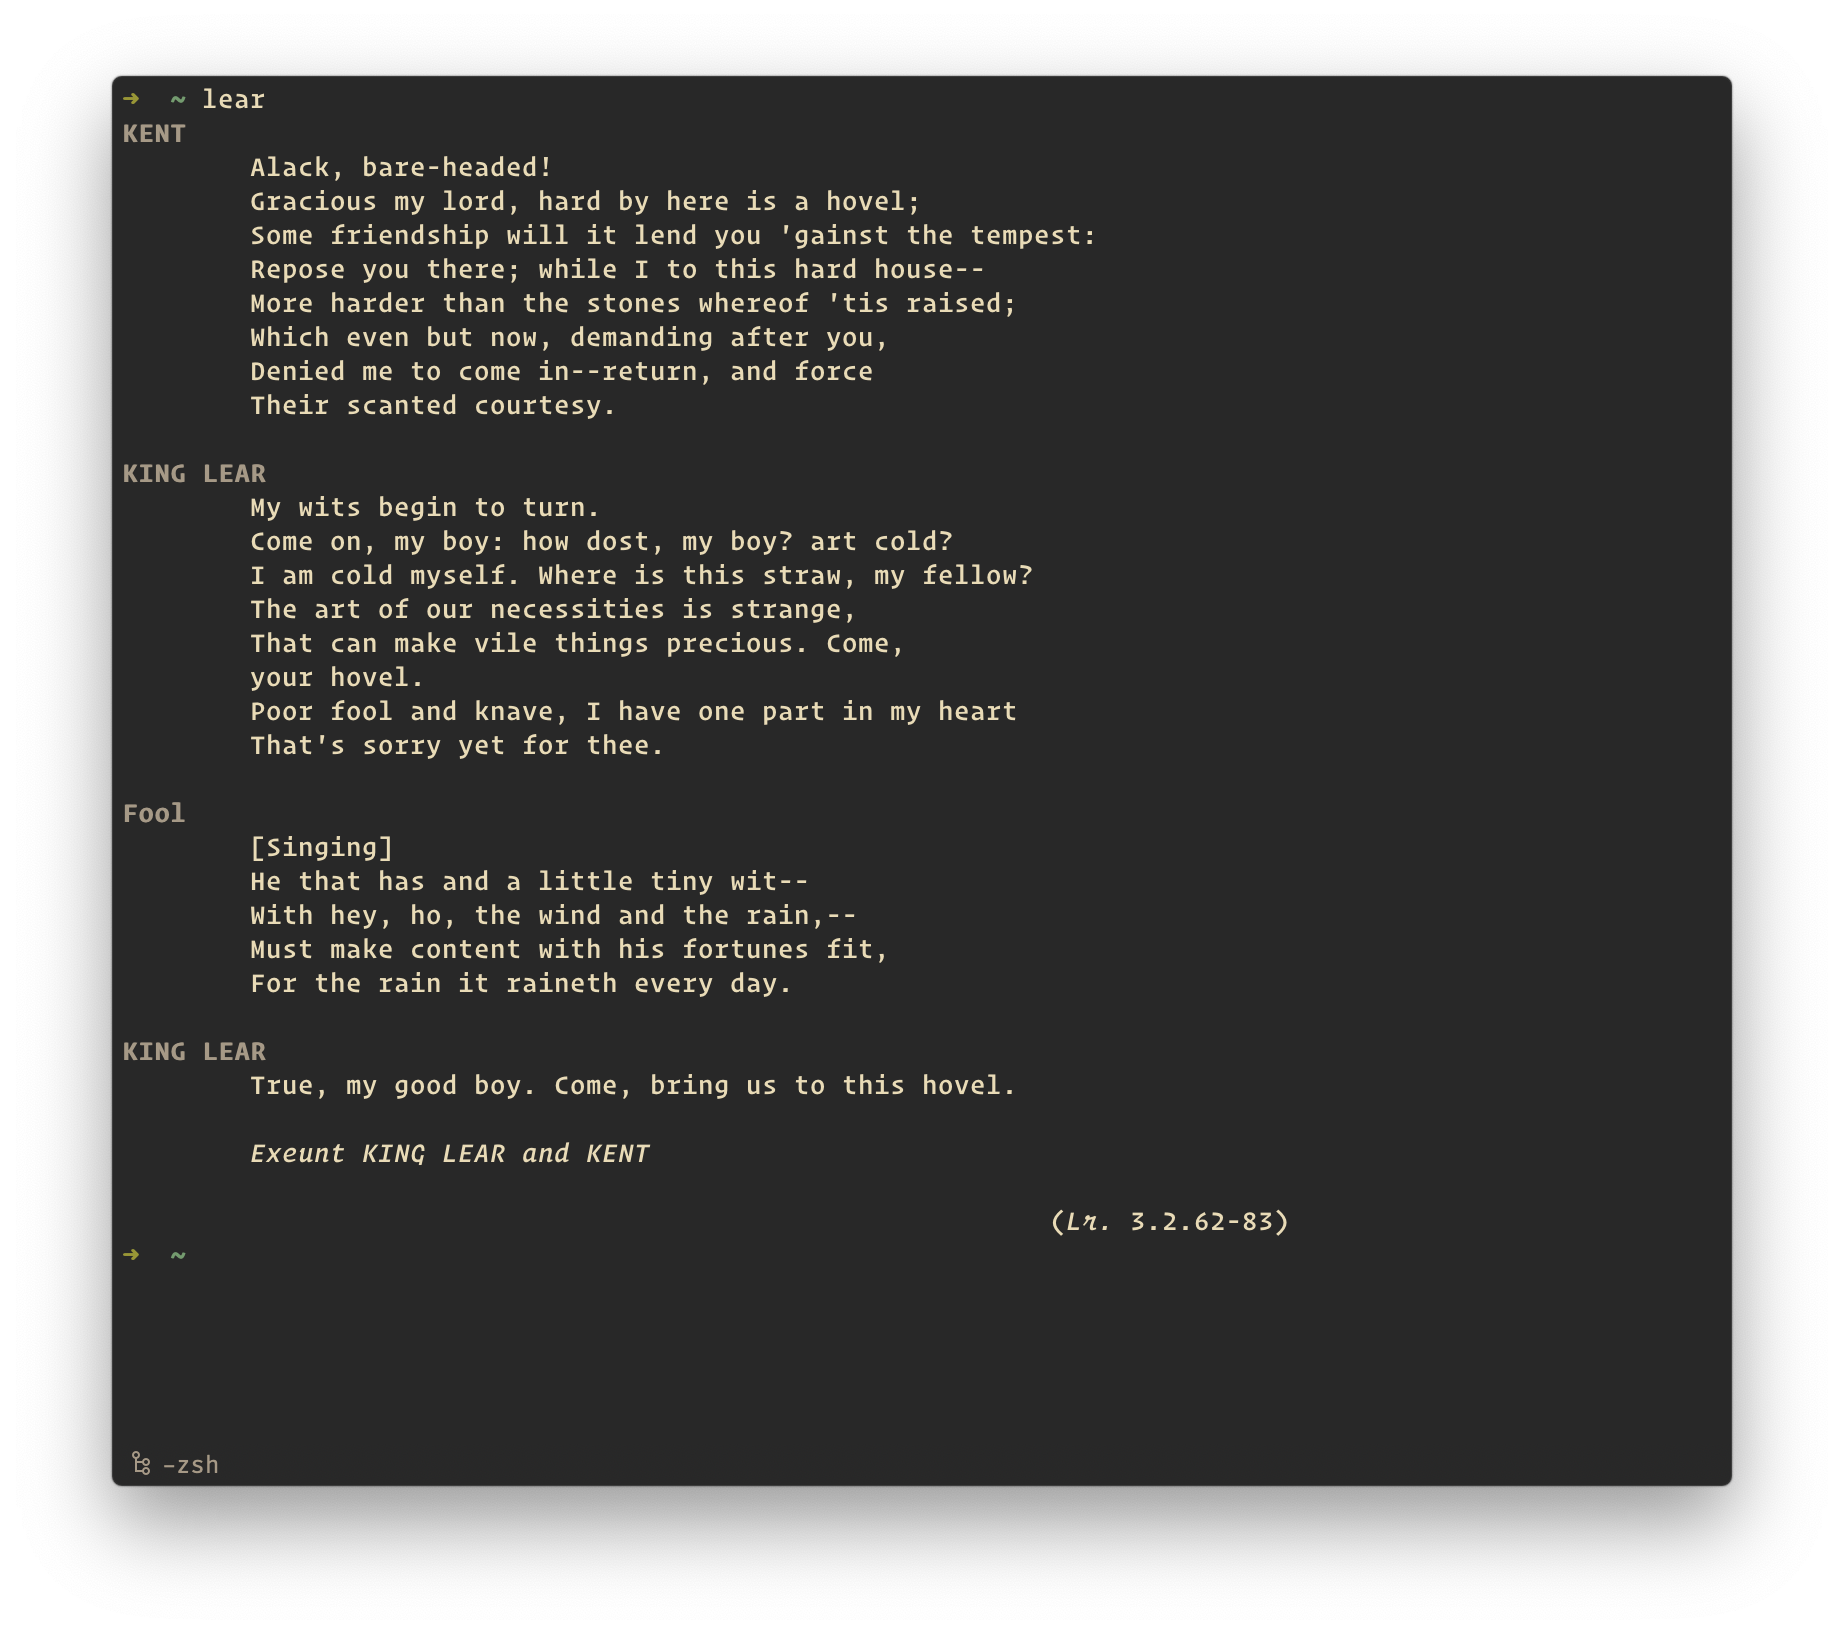 ➜ ~ lear
KENT
Alack, bare-headed!
Gracious my lord, hard by here is a hovel;
Some friendship will it lend you 'gainst the tempest:
Repose you there; while I to this hard house--
More harder than the stones whereof 'tis raised;
Which even but now, demanding after you,
Denied me to come in--return, and force
Their scanted courtesy.
KING LEAR
My wits begin to turn.
Come on, my boy: how dost, my boy? art cold?
I am cold myself. Where is this straw, my fellow?
The art of our necessities is strange,
That can make vile things precious. Come,
your hovel.
Poor fool and knave, I have one part in my heart
That's sorry yet for thee.
Fool
[Singing]
He that has and a little tiny wit--
With hey, ho, the wind and the rain,--
Must make content with his fortunes fit,
For the rain it raineth every day.
KING LEAR
True, my good boy. Come, bring us to this hovel.
Exeunt KING LEAR and KENT
(Lr. 3.2.62-83)
➜ ~
-zsh